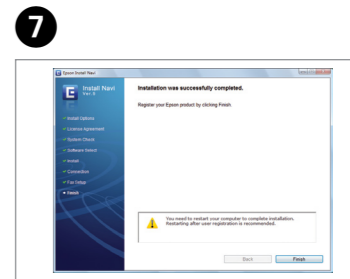 7
Epson Install Navi
Install Navi
Ver. 9
Install Options
License Agreement
System Check
Software Select
Install
Connection
Fax Setup
Finish
Installation was successfully completed.
Register your Epson product by clicking Finish.
You need to restart your computer to complete installation.
Restarting after user registration is recommended.
Back
Finish